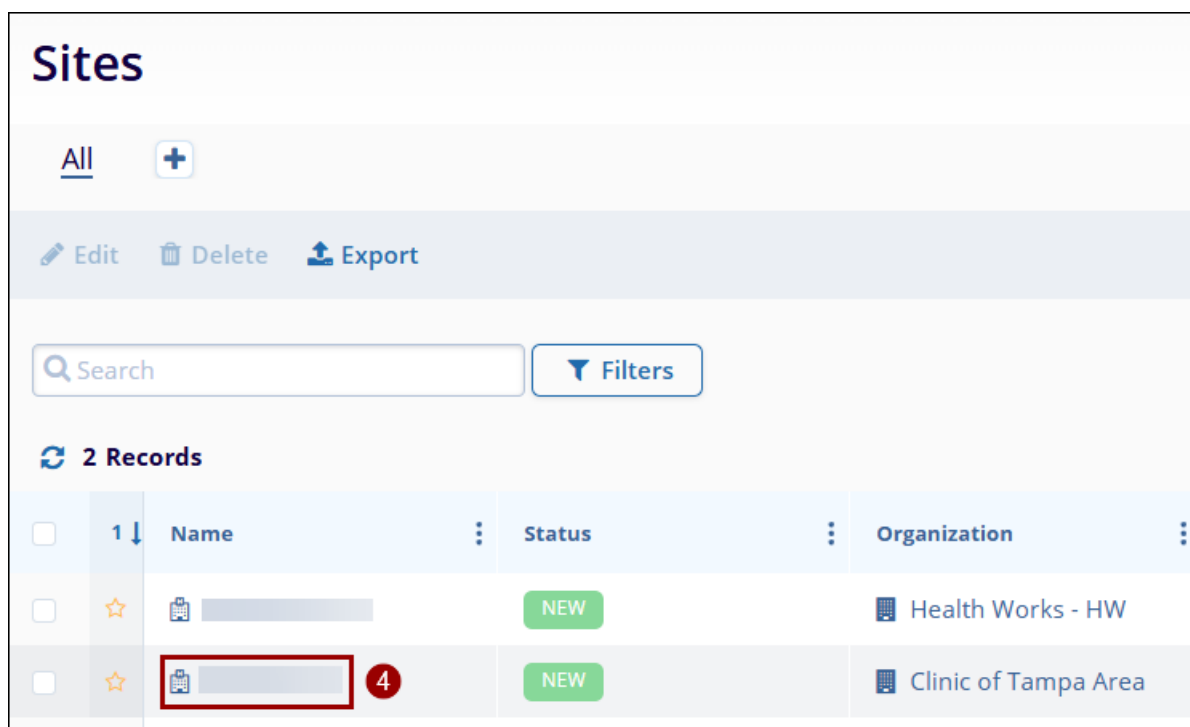 Sites
All
Edit Delete Export
Search Filters
2 Records
1 Name Status Organization
NEW Health Works - HW
4 NEW Clinic of Tampa Area